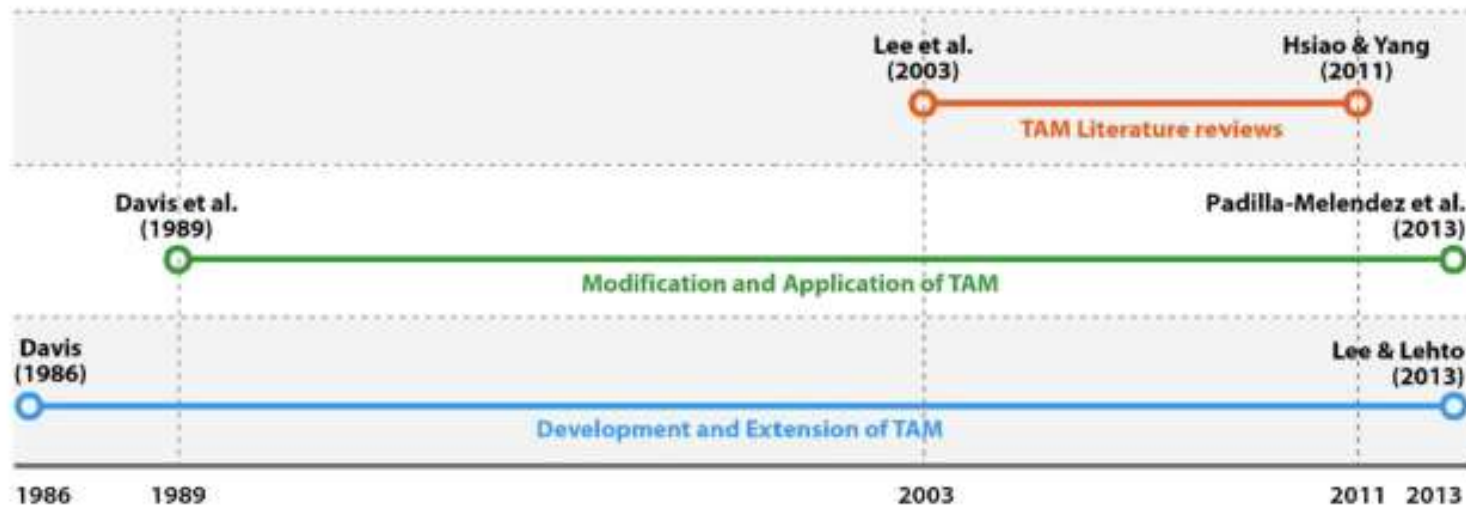 Lee et al.
(2003)
Hsiao & Yang
(2011)
TAM Literature reviews
Davis et al.
(1989)
Padilla-Melendez et al.
(2013)
Modification and Application of TAM
Davis
(1986)
Lee & Lehto
(2013)
Development and Extension of TAM
1986 1989 2003 2011 2013